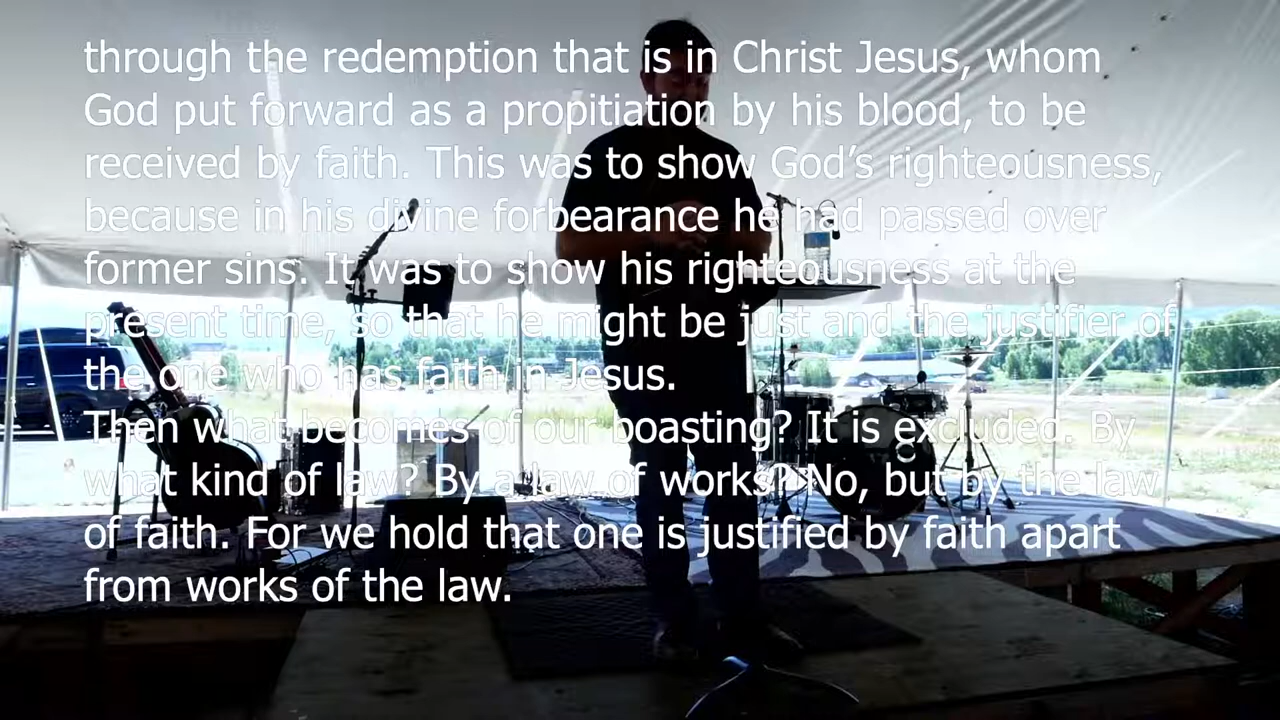 through the redemption that is in Christ Jesus, whom
God put forward as a propitiation by his blood, to be
received by faith. This was to show God’s righteousness,
because in his divine forbearance he had passed over
former sins. It was to show his righteousness at the
present time, so that he might be just and the justifier of
the one who has faith in Jesus.
Then what becomes of our boasting? It is excluded. By
what kind of law? By a law of works? No, but by the law
of faith. For we hold that one is justified by faith apart
from works of the law.